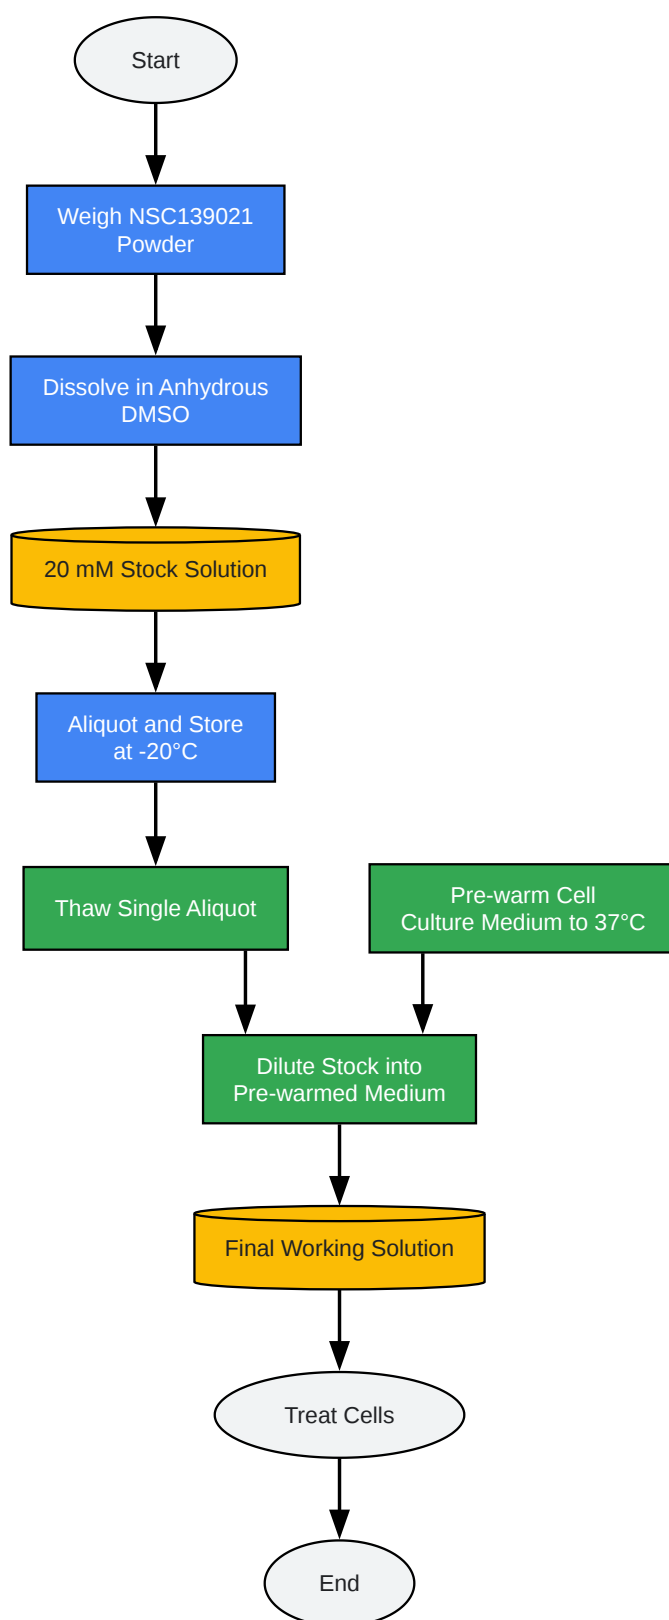 Start
Weigh NSC139021
Powder
Dissolve in Anhydrous
DMSO
20 mM Stock Solution
Aliquot and Store
at -20°C
Thaw Single Aliquot
Pre-warm Cell
Culture Medium to 37°C
Dilute Stock into
Pre-warmed Medium
Final Working Solution
Treat Cells
End